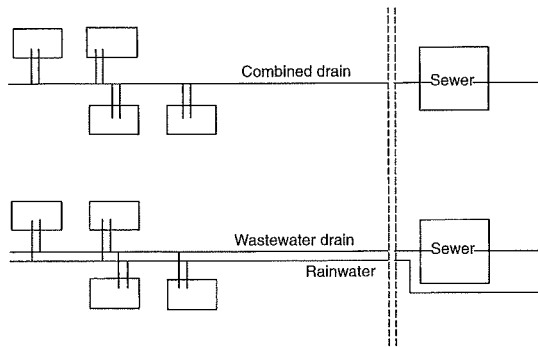 Combined drain
Sewer
Wastewater drain
Sewer
Rainwater